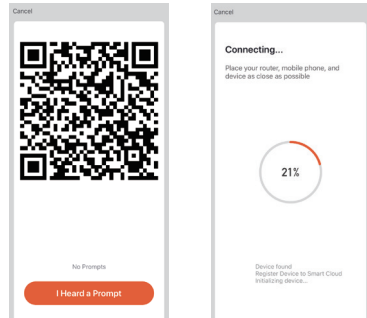 Cancel
No Prompts
I Heard a Prompt
Cancel
Connecting...
Place your router, mobile phone, and
device as close as possible
21%
Device found
Register Device to Smart Cloud
Initializing device...